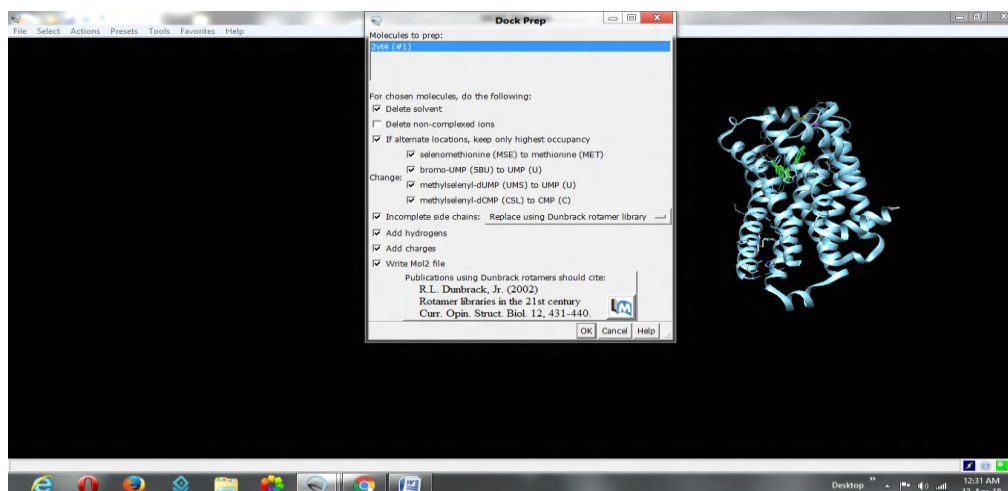 Dock Prep
File Select Actions Presets Tools Favorites Help
Molecules to prep:
2vt4 (#1)
For chosen molecules, do the following:
Delete solvent
Delete non-complexed ions
If alternate locations, keep only highest occupancy
selenomethionine (MSE) to methionine (MET)
bromo-UMP (5BU) to UMP (U)
Change:
methylselenyl-dUMP (UMS) to UMP (U)
methylselenyl-dCMP (CSL) to CMP (C)
Incomplete side chains: Replace using Dunbrack rotamer library
Add hydrogens
Add charges
Write Mol2 file
Publications using Dunbrack rotamers should cite:
R.L. Dunbrack, Jr. (2002)
Rotamer libraries in the 21st century
Curr. Opin. Struct. Biol. 12, 431-440.
OK Cancel Help
Desktop
12:31 AM